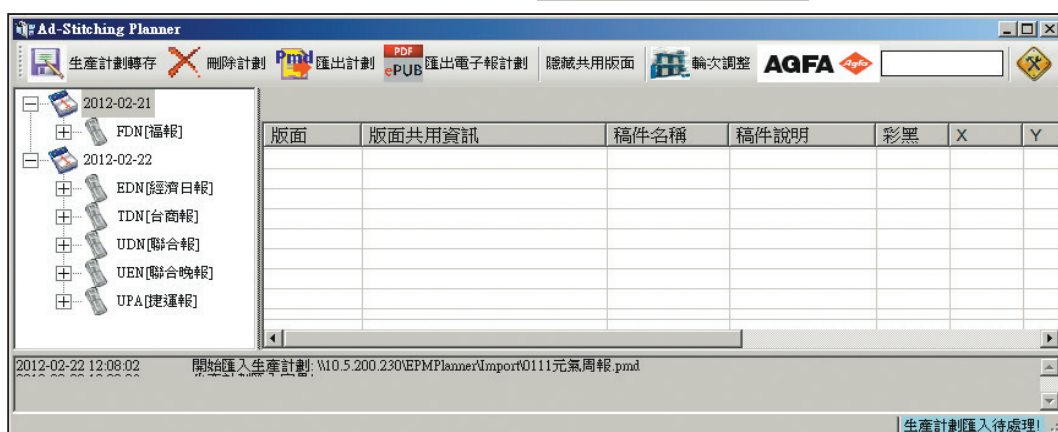 Ad-Stitching Planner
生產計劃轉存 刪除計劃 Pmd 匯出計劃 PDF ePUB 匯出電子報計劃 隱藏共用版面 輪次調整 AGFA Agfa
2012-02-21
FDN[福報]
2012-02-22
EDN[經濟日報]
TDN[台商報]
UDN[聯合報]
UEN[聯合晚報]
UPA[捷運報]
版面 版面共用資訊 稿件名稱 稿件說明 彩黑 X Y
2012-02-22 12:08:02 開始匯入生產計劃: \\10.5.200.230\EPMPlanner\Import\0111元氣周報.pmd
生產計劃匯入待處理!